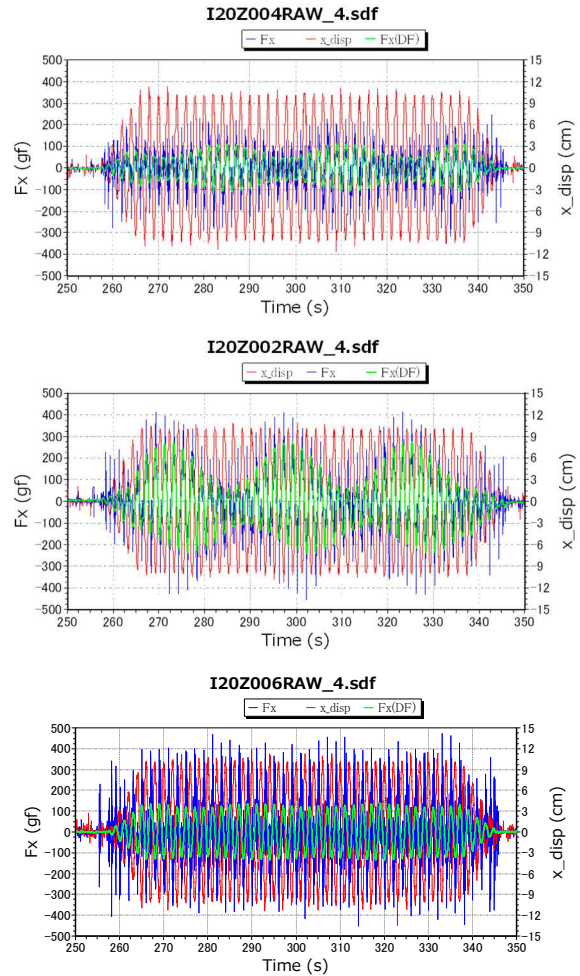 I20Z004RAW_4.sdf
Fx x_disp Fx(DF)
500 15
400 12
300 9
200 6
100 3
0 0
−100 3
−200 6
−300 9
−400 −12
−500 −15
250 260 270 280 290 300 310 320 330 340 350
Fx (gf)
x_disp (cm)
Time (s)
I20Z002RAW_4.sdf
x_disp Fx Fx(DF)
500 15
400 12
300 9
200 6
100 3
0 0
−100 −3
−200 −6
−300 −9
−400 −12
−500 −15
250 260 270 280 290 300 310 320 330 340 350
Fx (gf)
x_disp (cm)
Time (s)
I20Z006RAW_4.sdf
Fx x_disp Fx(DF)
500 15
400 12
300 9
200 6
100 3
0 0
−100 −3
−200 −6
−300 −9
−400 −12
−500 −15
250 260 270 280 290 300 310 320 330 340 350
Fx (gf)
x_disp (cm)
Time (s)